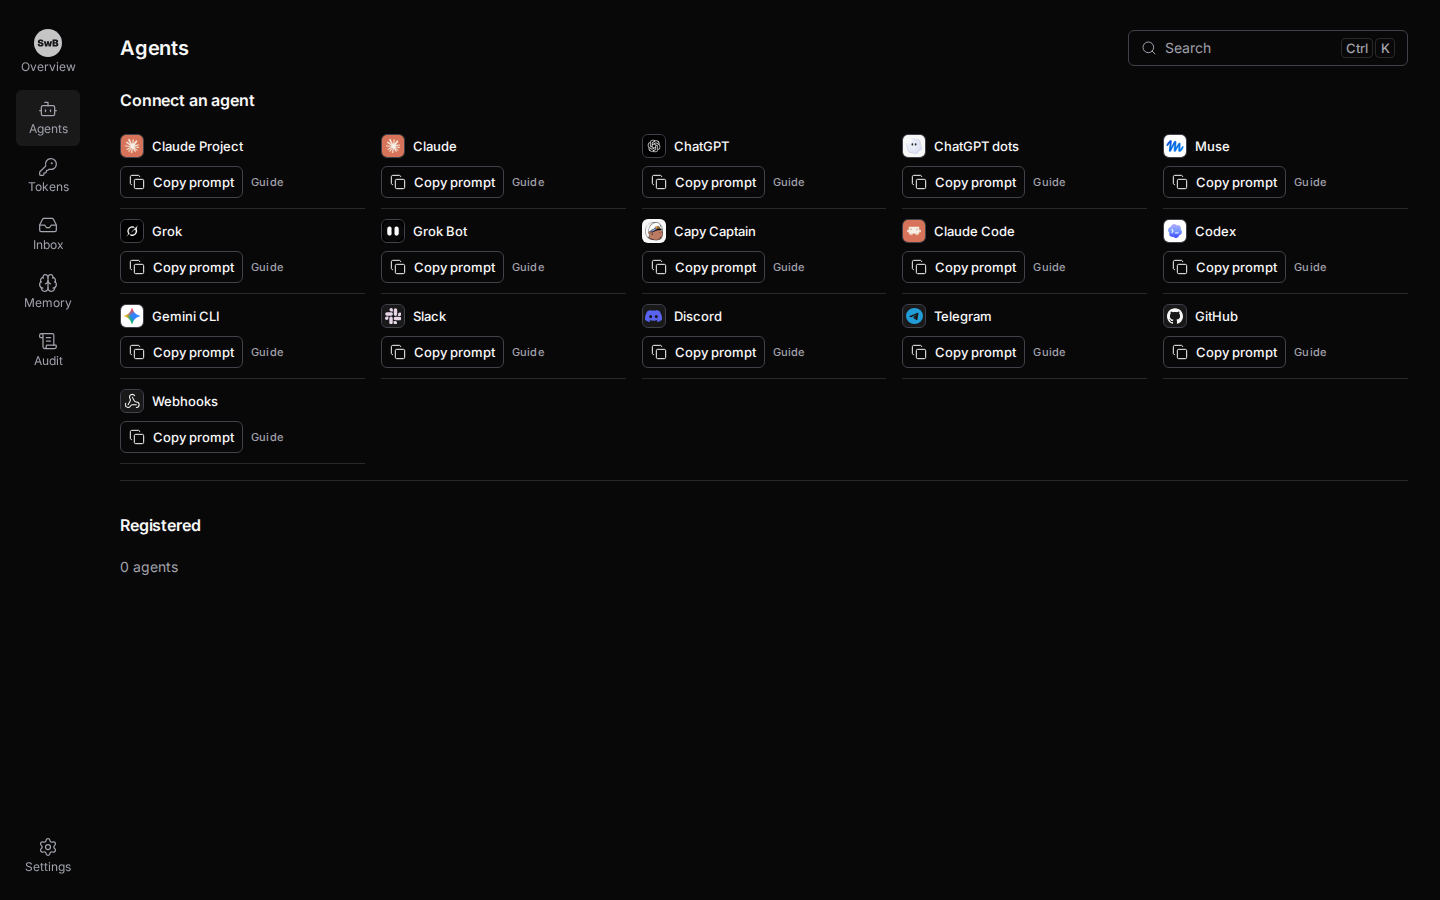 SwB
Overview
Agents
Tokens
Inbox
Memory
Audit
Settings
Agents
Search Ctrl K
Connect an agent
Claude Project
Copy prompt Guide
Claude
Copy prompt Guide
ChatGPT
Copy prompt Guide
ChatGPT dots
Copy prompt Guide
Muse
Copy prompt Guide
Grok
Copy prompt Guide
Grok Bot
Copy prompt Guide
Capy Captain
Copy prompt Guide
Claude Code
Copy prompt Guide
Codex
Copy prompt Guide
Gemini CLI
Copy prompt Guide
Slack
Copy prompt Guide
Discord
Copy prompt Guide
Telegram
Copy prompt Guide
GitHub
Copy prompt Guide
Webhooks
Copy prompt Guide
Registered
0 agents